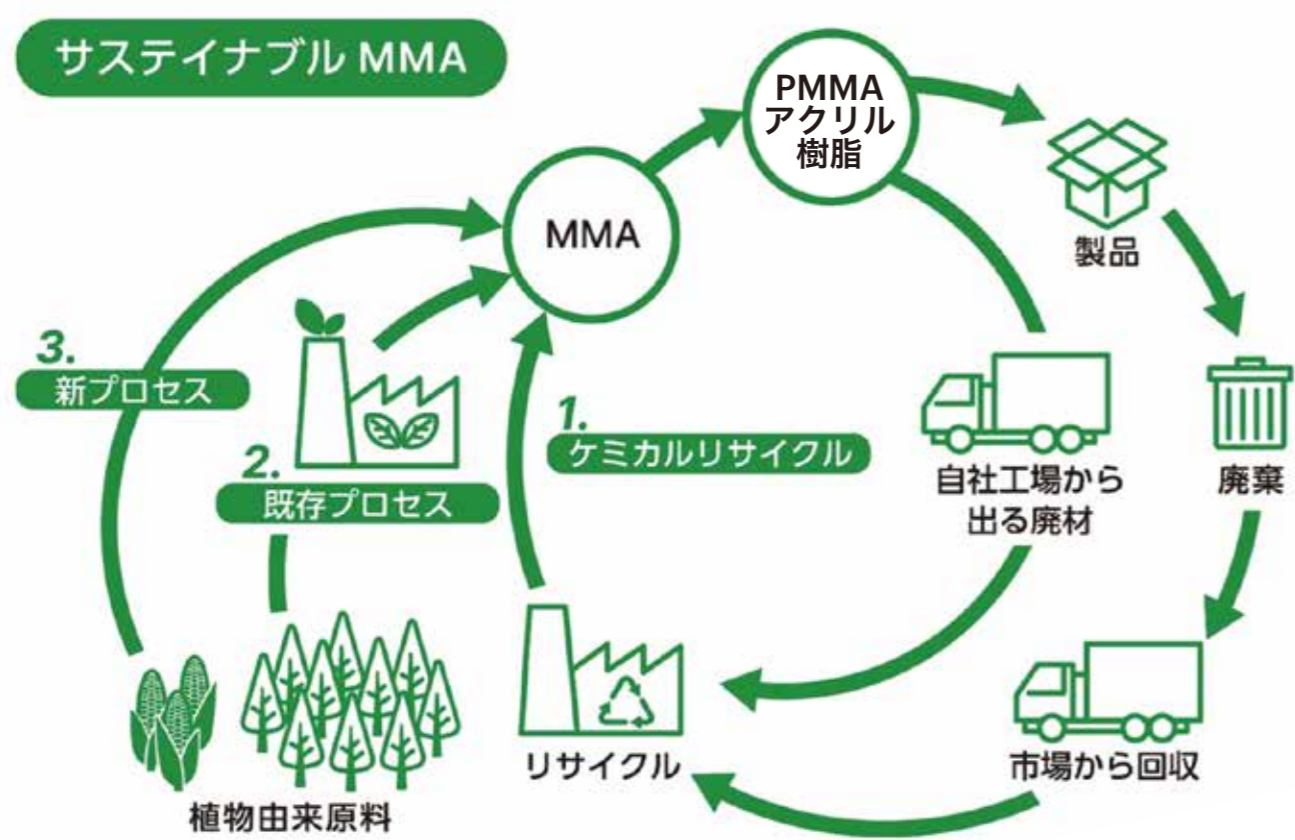 サステイナブル MMA
PMMA
アクリル
樹脂
MMA
製品
3.
新プロセス
2.
既存プロセス
1.
ケミカルリサイクル
自社工場から
出る廃材
廃棄
リサイクル
市場から回収
植物由来原料